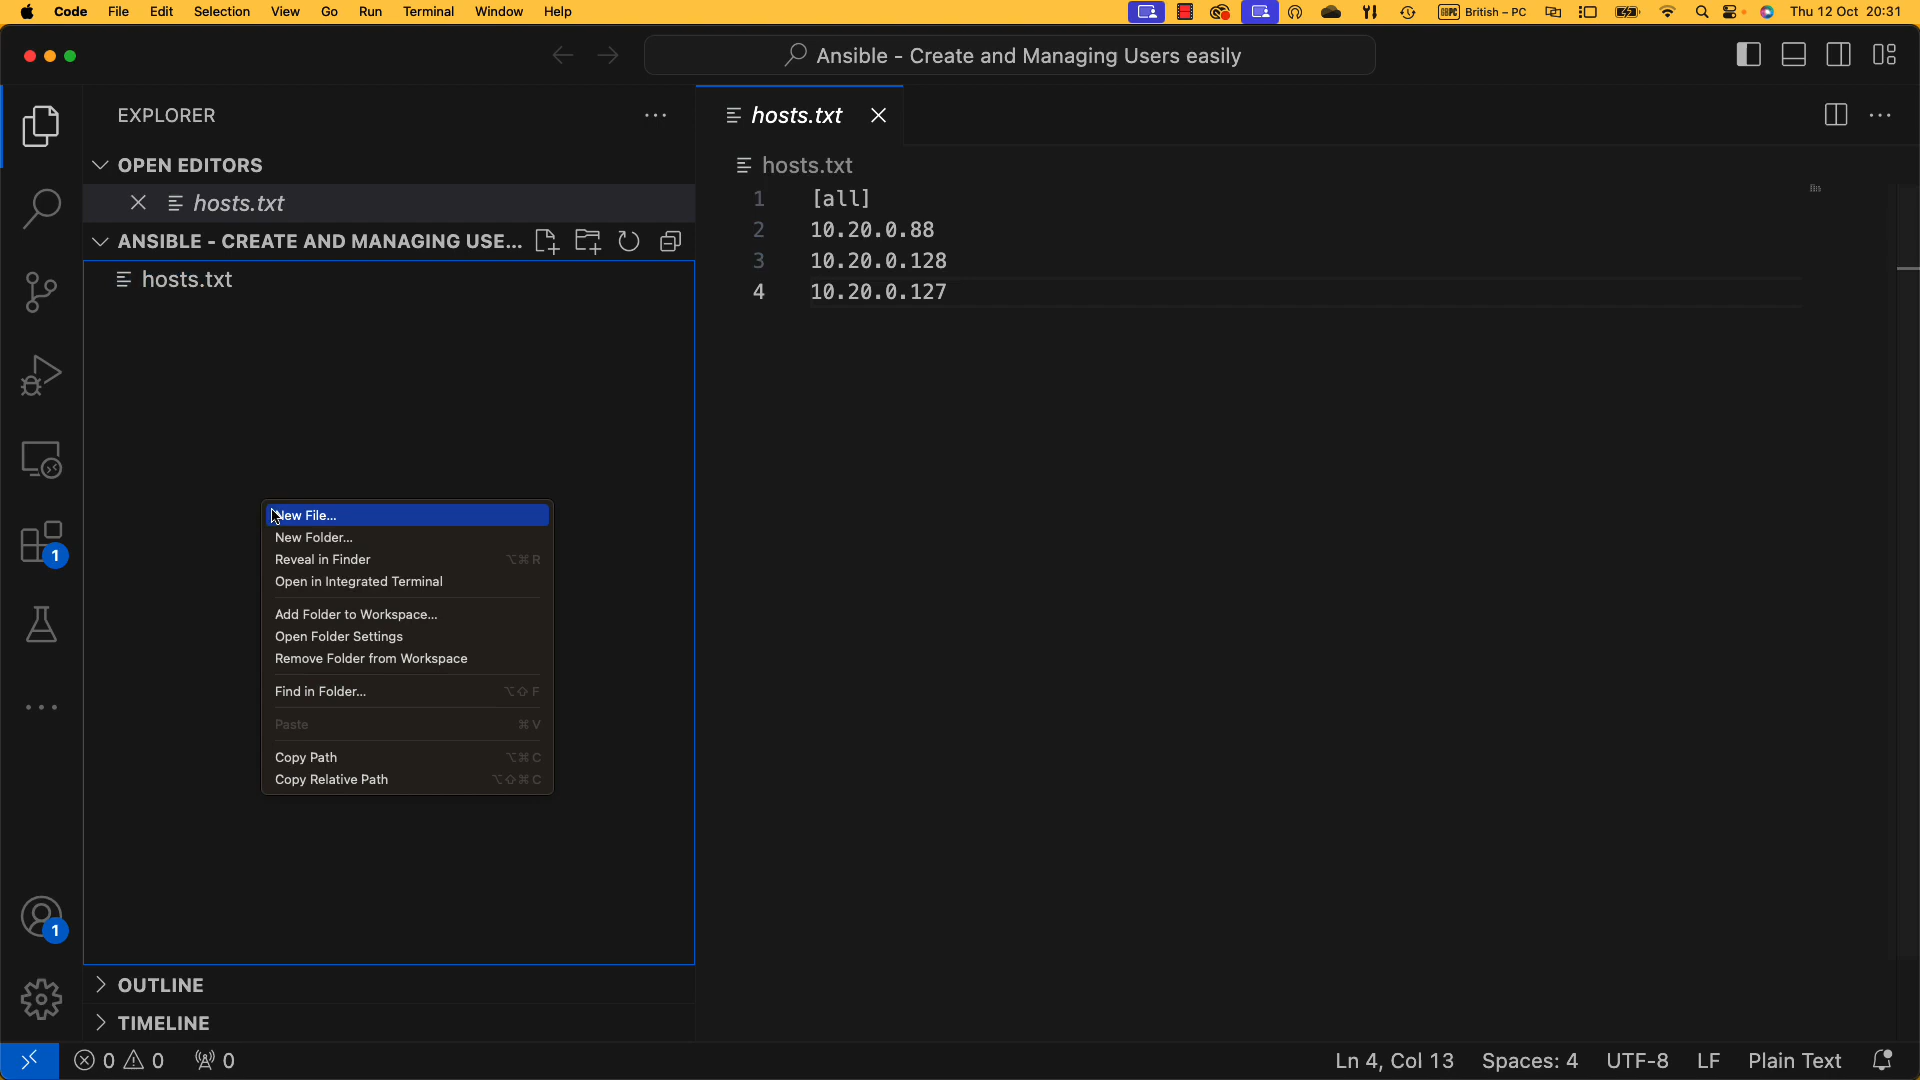 Code File Edit Selection View Go Run Terminal Window Help
British – PC
Thu 12 Oct 20:31
Ansible - Create and Managing Users easily
EXPLORER
OPEN EDITORS
hosts.txt
ANSIBLE - CREATE AND MANAGING USE...
hosts.txt
hosts.txt
hosts.txt
1 [all]
2 10.20.0.88
3 10.20.0.128
4 10.20.0.127
New File...
New Folder...
Reveal in Finder ⌥⌘R
Open in Integrated Terminal
Add Folder to Workspace...
Open Folder Settings
Remove Folder from Workspace
Find in Folder... ⌥⇧F
Paste ⌘V
Copy Path ⌥⌘C
Copy Relative Path ⌥⇧⌘C
1
1
OUTLINE
TIMELINE
0 0 0
Ln 4, Col 13 Spaces: 4 UTF-8 LF Plain Text